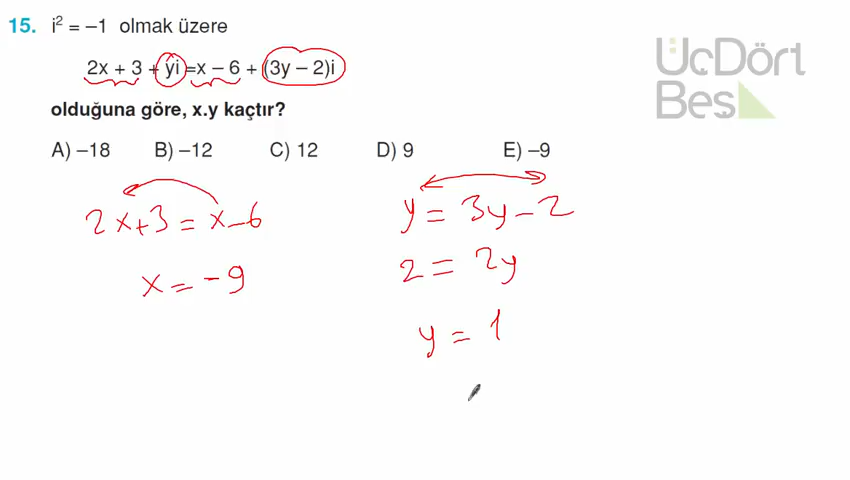 15. i² = –1 olmak üzere
2x + 3 + yi = x – 6 + (3y – 2)i
olduğuna göre, x.y kaçtır?
A) –18 B) –12 C) 12 D) 9 E) –9
ÜçDört
Beş
2x+3 = x–6
x = –9
y = 3y – 2
2 = 2y
y = 1